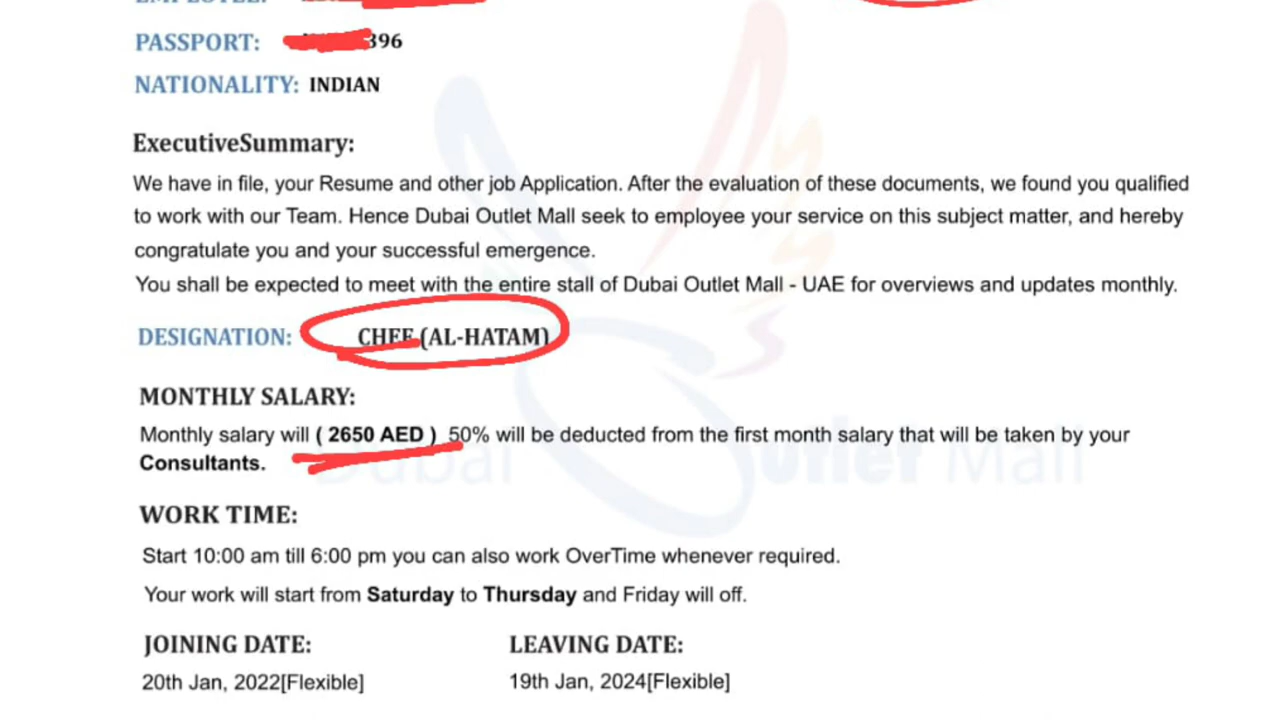 PASSPORT: 396
NATIONALITY: INDIAN
ExecutiveSummary:
We have in file, your Resume and other job Application. After the evaluation of these documents, we found you qualified
to work with our Team. Hence Dubai Outlet Mall seek to employee your service on this subject matter, and hereby
congratulate you and your successful emergence.
You shall be expected to meet with the entire stall of Dubai Outlet Mall - UAE for overviews and updates monthly.
DESIGNATION: CHEF (AL-HATAM)
MONTHLY SALARY:
Monthly salary will ( 2650 AED ) 50% will be deducted from the first month salary that will be taken by your
Consultants.
Dubai Outlet Mall
WORK TIME:
Start 10:00 am till 6:00 pm you can also work OverTime whenever required.
Your work will start from Saturday to Thursday and Friday will off.
JOINING DATE: LEAVING DATE:
20th Jan, 2022[Flexible] 19th Jan, 2024[Flexible]